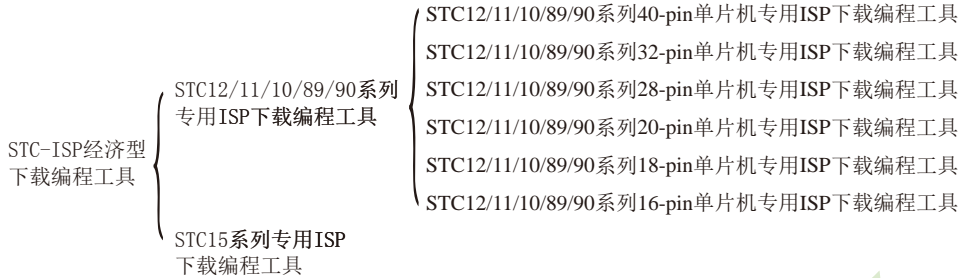 STC-ISP经济型
下载编程工具
STC12/11/10/89/90系列
专用ISP下载编程工具
STC12/11/10/89/90系列40-pin单片机专用ISP下载编程工具
STC12/11/10/89/90系列32-pin单片机专用ISP下载编程工具
STC12/11/10/89/90系列28-pin单片机专用ISP下载编程工具
STC12/11/10/89/90系列20-pin单片机专用ISP下载编程工具
STC12/11/10/89/90系列18-pin单片机专用ISP下载编程工具
STC12/11/10/89/90系列16-pin单片机专用ISP下载编程工具
STC15系列专用ISP
下载编程工具